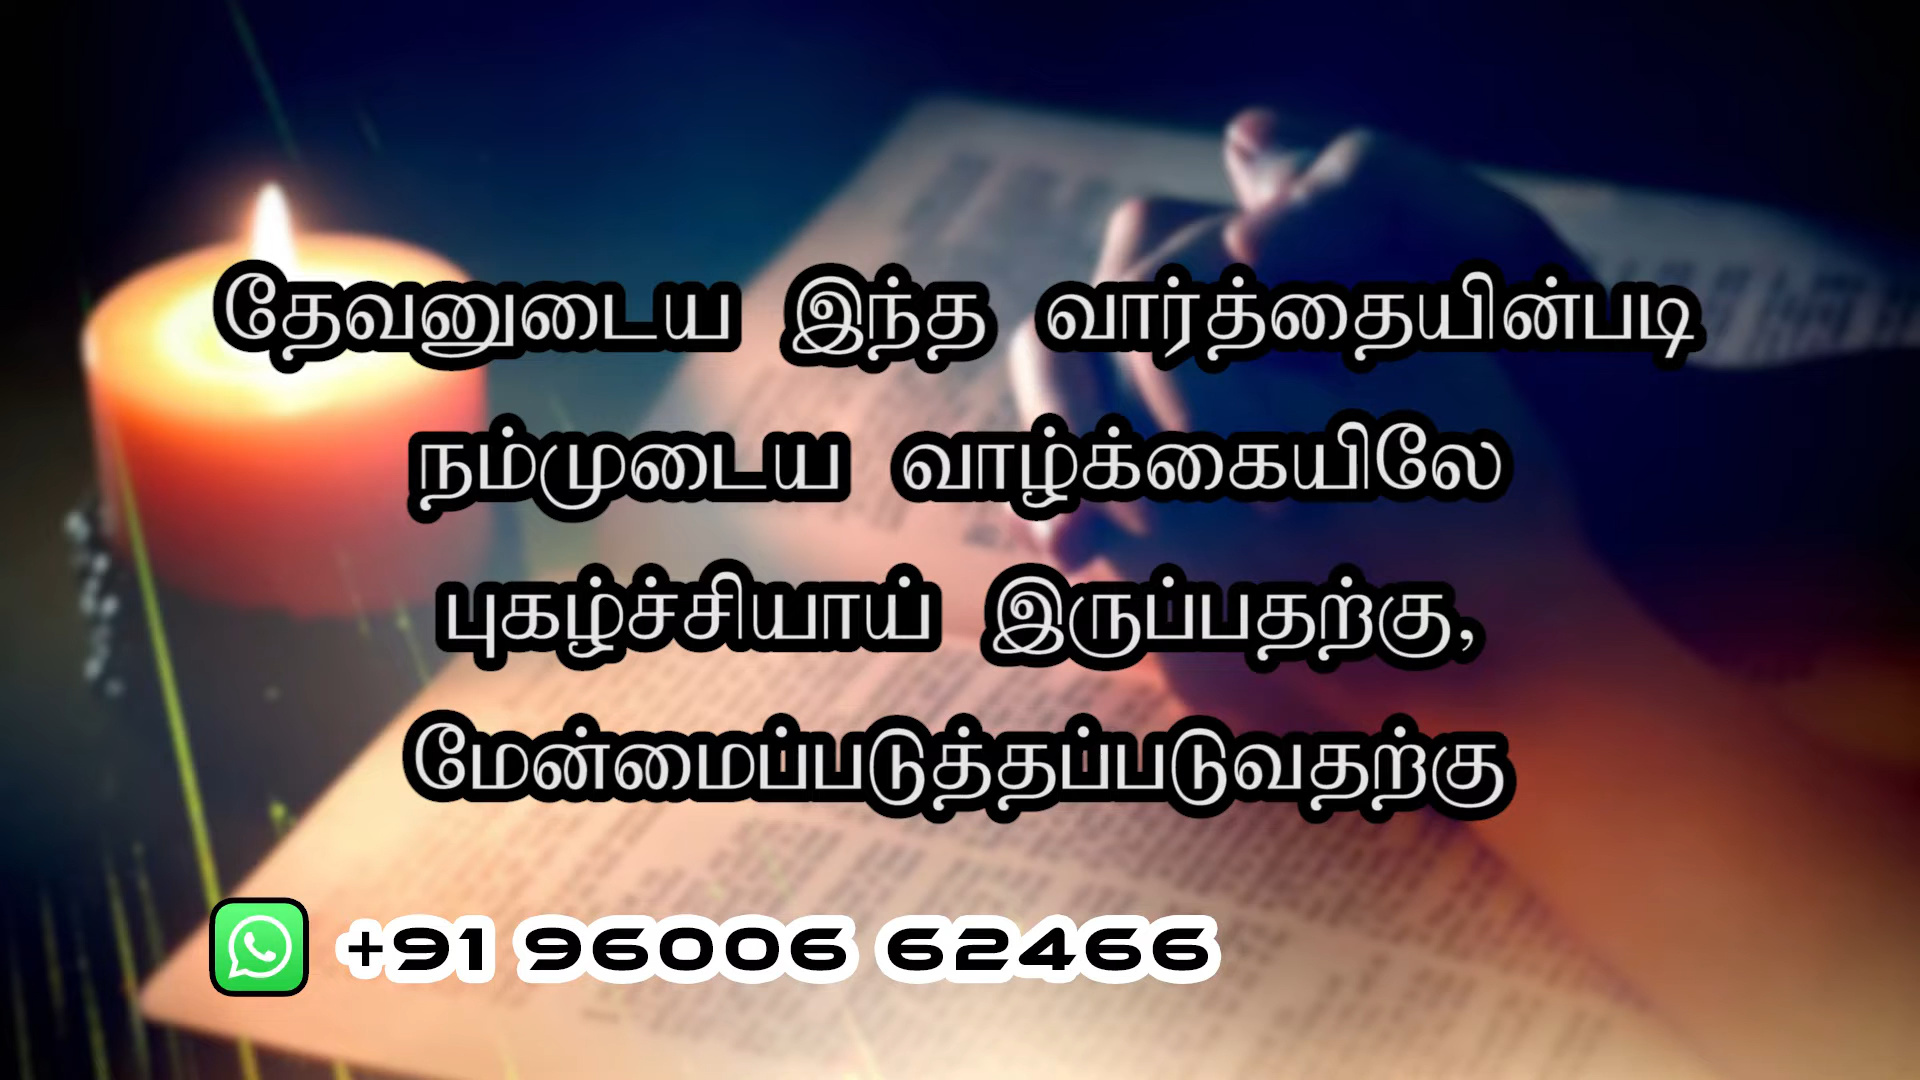 தேவனுடைய இந்த வார்த்தையின்படி
நம்முடைய வாழ்க்கையிலே
புகழ்ச்சியாய் இருப்பதற்கு,
மேன்மைப்படுத்தப்படுவதற்கு
+91 96006 62466